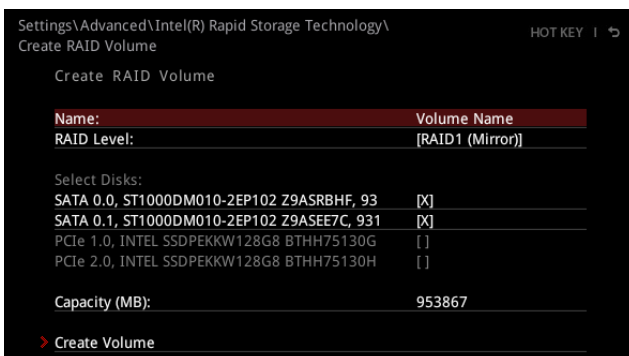 Settings\Advanced\Intel(R) Rapid Storage Technology\
Create RAID Volume
HOT KEY | ↰
Create RAID Volume
Name: Volume Name
RAID Level: [RAID1 (Mirror)]
Select Disks:
SATA 0.0, ST1000DM010-2EP102 Z9ASRBHF, 93 [X]
SATA 0.1, ST1000DM010-2EP102 Z9ASEE7C, 931 [X]
PCIe 1.0, INTEL SSDPEKKW128G8 BTHH75130G [ ]
PCIe 2.0, INTEL SSDPEKKW128G8 BTHH75130H [ ]
Capacity (MB): 953867
Create Volume